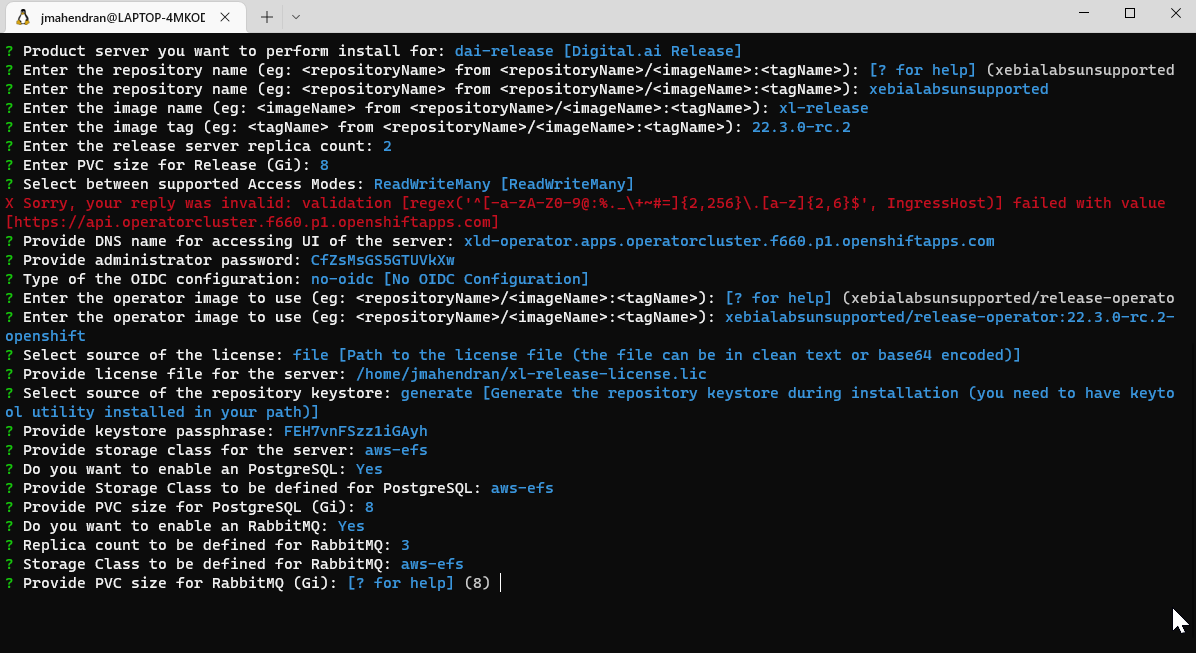 jmahendran@LAPTOP-4MKOD
? Product server you want to perform install for: dai-release [Digital.ai Release]
? Enter the repository name (eg: <repositoryName> from <repositoryName>/<imageName>:<tagName>): [? for help] (xebialabsunsupported
? Enter the repository name (eg: <repositoryName> from <repositoryName>/<imageName>:<tagName>): xebialabsunsupported
? Enter the image name (eg: <imageName> from <repositoryName>/<imageName>:<tagName>): xl-release
? Enter the image tag (eg: <tagName> from <repositoryName>/<imageName>:<tagName>): 22.3.0-rc.2
? Enter the release server replica count: 2
? Enter PVC size for Release (Gi): 8
? Select between supported Access Modes: ReadWriteMany [ReadWriteMany]
X Sorry, your reply was invalid: validation [regex('^[-a-zA-Z0-9@:%._\+~#=]{2,256}\.[a-z]{2,6}$', IngressHost)] failed with value
[https://api.operatorcluster.f660.p1.openshiftapps.com]
? Provide DNS name for accessing UI of the server: xld-operator.apps.operatorcluster.f660.p1.openshiftapps.com
? Provide administrator password: CfZsMsGS5GTUVkXw
? Type of the OIDC configuration: no-oidc [No OIDC Configuration]
? Enter the operator image to use (eg: <repositoryName>/<imageName>:<tagName>): [? for help] (xebialabsunsupported/release-operato
? Enter the operator image to use (eg: <repositoryName>/<imageName>:<tagName>): xebialabsunsupported/release-operator:22.3.0-rc.2-
openshift
? Select source of the license: file [Path to the license file (the file can be in clean text or base64 encoded)]
? Provide license file for the server: /home/jmahendran/xl-release-license.lic
? Select source of the repository keystore: generate [Generate the repository keystore during installation (you need to have keyto
ol utility installed in your path)]
? Provide keystore passphrase: FEH7vnFSzz1iGAyh
? Provide storage class for the server: aws-efs
? Do you want to enable an PostgreSQL: Yes
? Provide Storage Class to be defined for PostgreSQL: aws-efs
? Provide PVC size for PostgreSQL (Gi): 8
? Do you want to enable an RabbitMQ: Yes
? Replica count to be defined for RabbitMQ: 3
? Storage Class to be defined for RabbitMQ: aws-efs
? Provide PVC size for RabbitMQ (Gi): [? for help] (8)